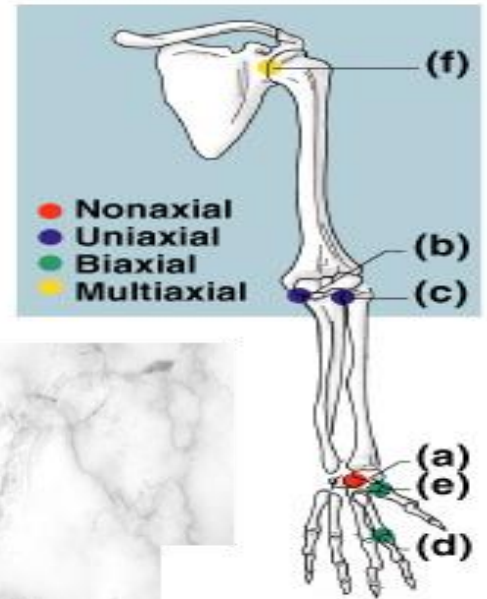 (f)
Nonaxial
Uniaxial
Biaxial
Multiaxial
(b)
(c)
(a)
(e)
(d)